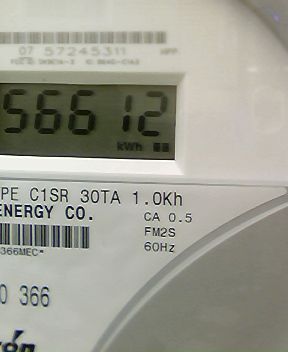 07 57245311
56612
kWh
PE C1SR 30TA 1.0Kh
ENERGY CO.
CA 0.5
FM2S
60Hz
366MEC*
0 366